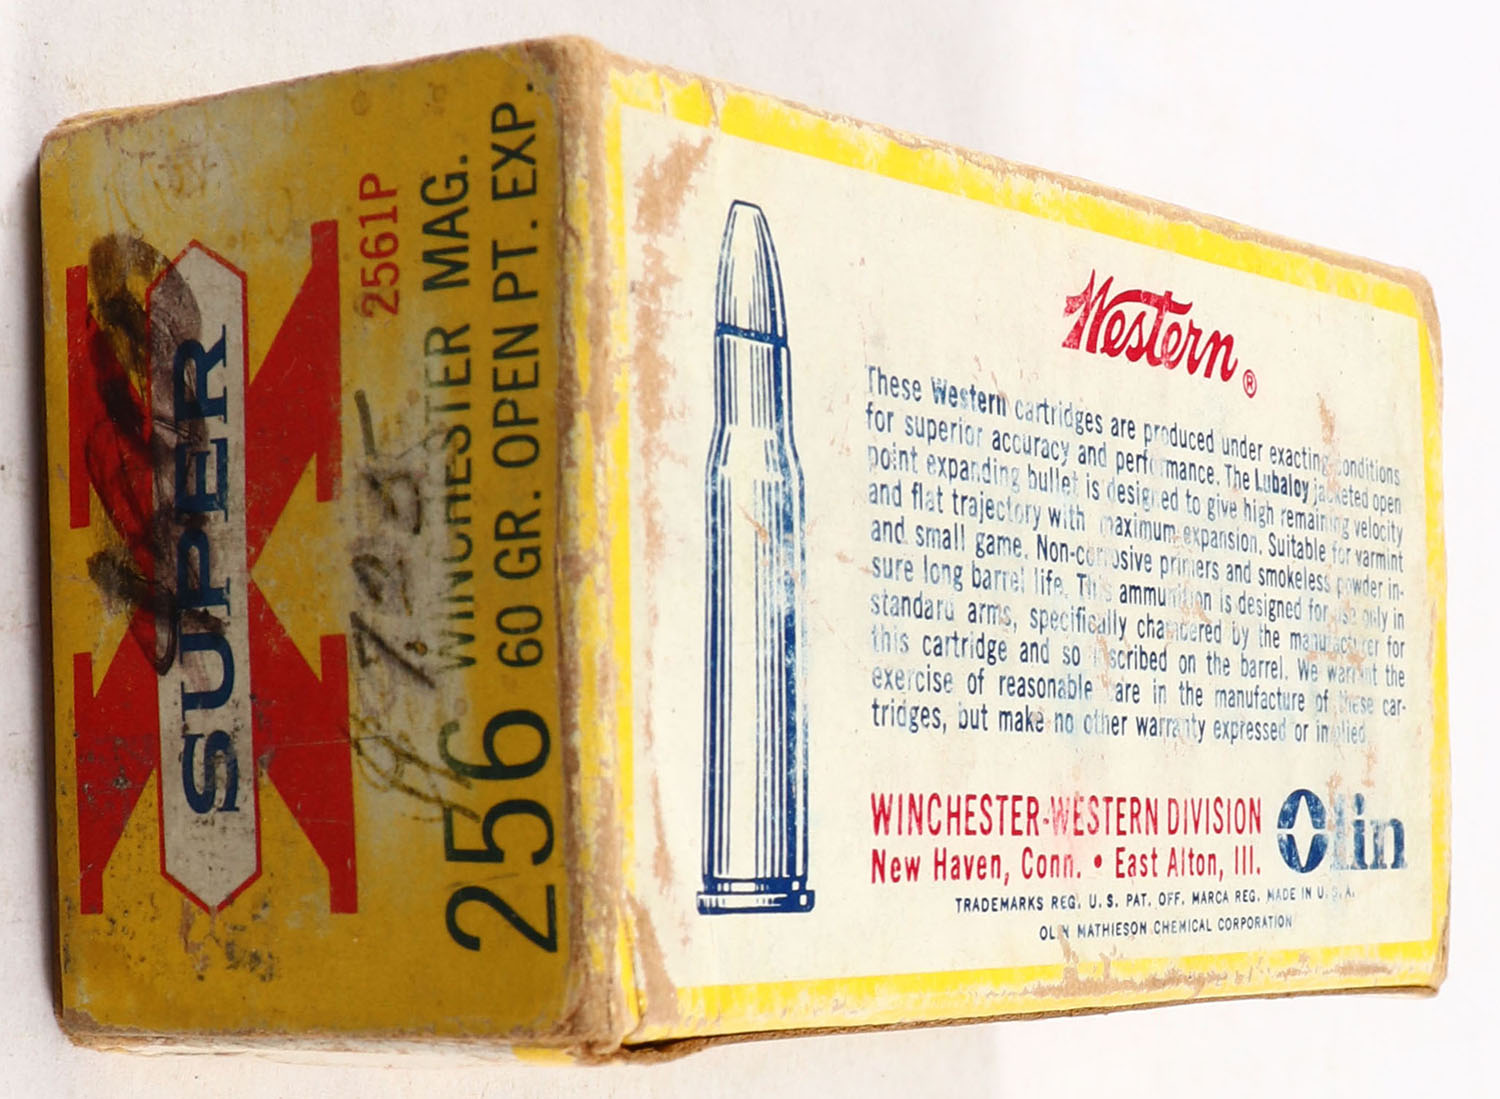 SUPER
X
2561P
256 WINCHESTER MAG.
60 GR. OPEN PT. EXP.
Western®
These Western cartridges are produced under exacting conditions
for superior accuracy and performance. The Lubaloy jacketed open
point expanding bullet is designed to give high remaining velocity
and flat trajectory with maximum expansion. Suitable for varmint
and small game. Non-corrosive primers and smokeless powder in-
sure long barrel life. This ammunition is designed for use only in
standard arms, specifically chambered by the manufacturer for
this cartridge and so inscribed on the barrel. We warrant the
exercise of reasonable care in the manufacture of these car-
tridges, but make no other warranty expressed or implied.
WINCHESTER-WESTERN DIVISION
New Haven, Conn. • East Alton, Ill.
Olin
TRADEMARKS REG. U. S. PAT. OFF. MARCA REG. MADE IN U. S. A.
OLIN MATHIESON CHEMICAL CORPORATION